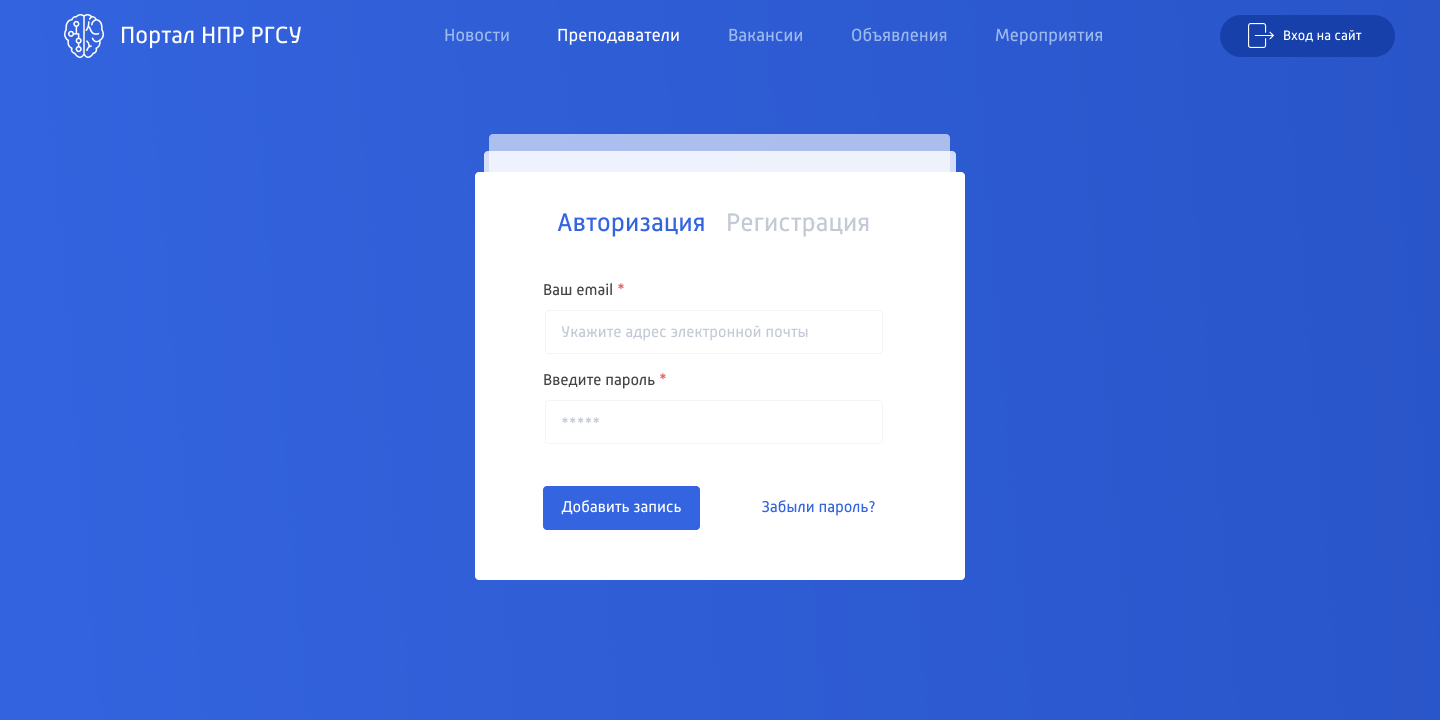 Портал НПР РГСУ
Новости
Преподаватели
Вакансии
Объявления
Мероприятия
Вход на сайт
Авторизация
Регистрация
Ваш email *
Укажите адрес электронной почты
Введите пароль *
*****
Добавить запись
Забыли пароль?